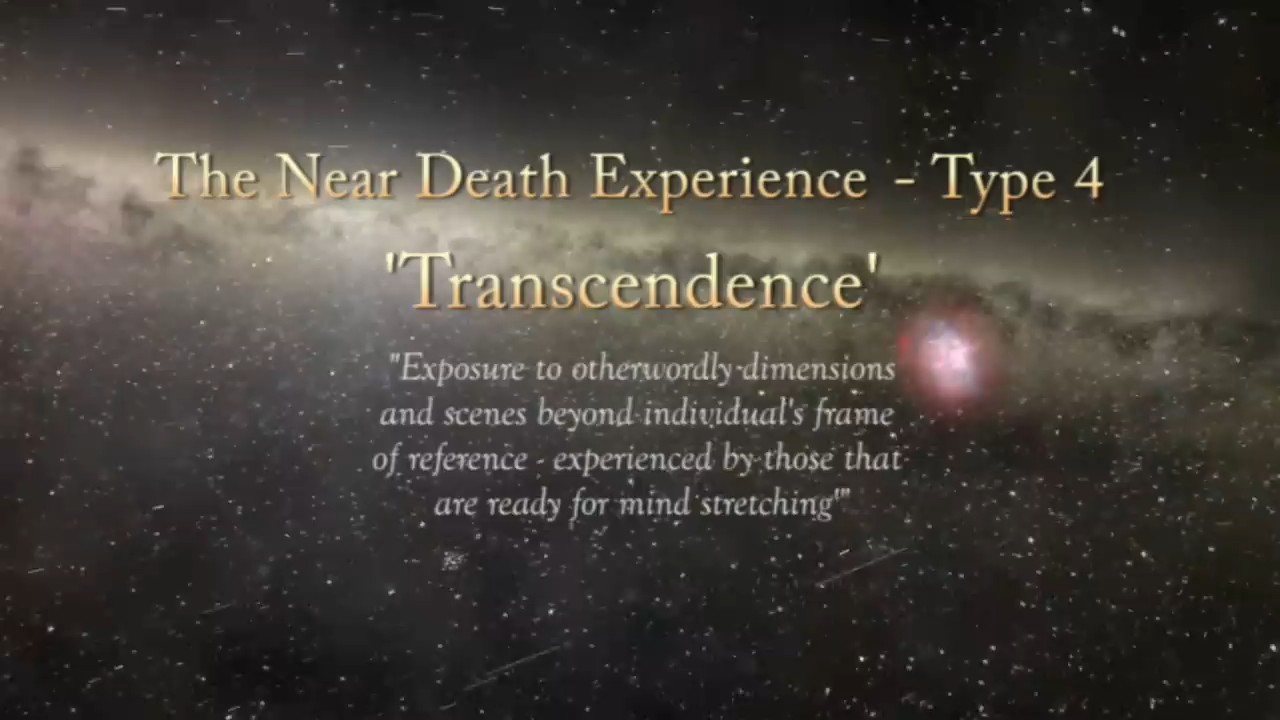 The Near Death Experience - Type 4
'Transcendence'
"Exposure to otherwordly dimensions
and scenes beyond individual's frame
of reference - experienced by those that
are ready for mind stretching'"